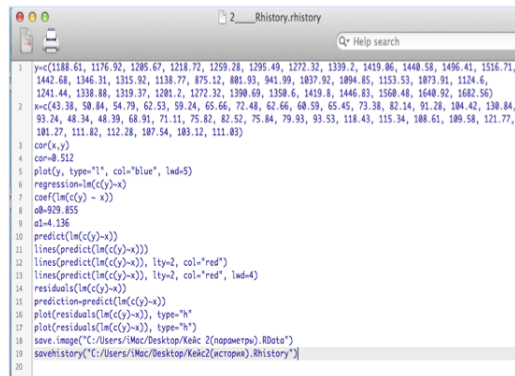 2____Rhistory.rhistory
Help search
1 y=c(1188.61, 1176.92, 1205.67, 1218.72, 1259.28, 1295.49, 1272.32, 1339.2, 1419.06, 1440.58, 1496.41, 1516.71,
1442.68, 1346.31, 1315.92, 1138.77, 875.12, 801.93, 941.99, 1037.92, 1094.85, 1153.53, 1073.91, 1124.6,
1241.44, 1338.88, 1319.37, 1201.2, 1272.32, 1390.69, 1350.6, 1419.8, 1446.83, 1560.48, 1640.92, 1682.56)
2 x=c(43.38, 50.84, 54.79, 62.53, 59.24, 65.66, 72.48, 62.66, 60.59, 65.45, 73.38, 82.14, 91.28, 104.42, 130.84,
93.24, 48.34, 48.39, 68.91, 71.11, 75.82, 82.52, 75.84, 79.93, 93.53, 118.43, 115.34, 108.61, 109.58, 121.77,
101.27, 111.82, 112.28, 107.54, 103.12, 111.03)
3 cor(x,y)
4 cor=0.512
5 plot(y, type="l", col="blue", lwd=5)
6 regression=lm(c(y)~x)
7 coef(lm(c(y) ~ x))
8 a0=929.855
9 a1=4.136
10 predict(lm(c(y)~x))
11 lines(predict(lm(c(y)~x)))
12 lines(predict(lm(c(y)~x)), lty=2, col="red")
13 lines(predict(lm(c(y)~x)), lty=2, col="red", lwd=4)
14 residuals(lm(c(y)~x))
15 prediction=predict(lm(c(y)~x))
16 plot(residuals(lm(c(y)~x)), type="h"
17 plot(residuals(lm(c(y)~x)), type="h")
18 save.image("C:/Users/iMac/Desktop/Кейс 2(параметры).RData")
19 savehistory("C:/Users/iMac/Desktop/Кейс2(история).Rhistory")
20